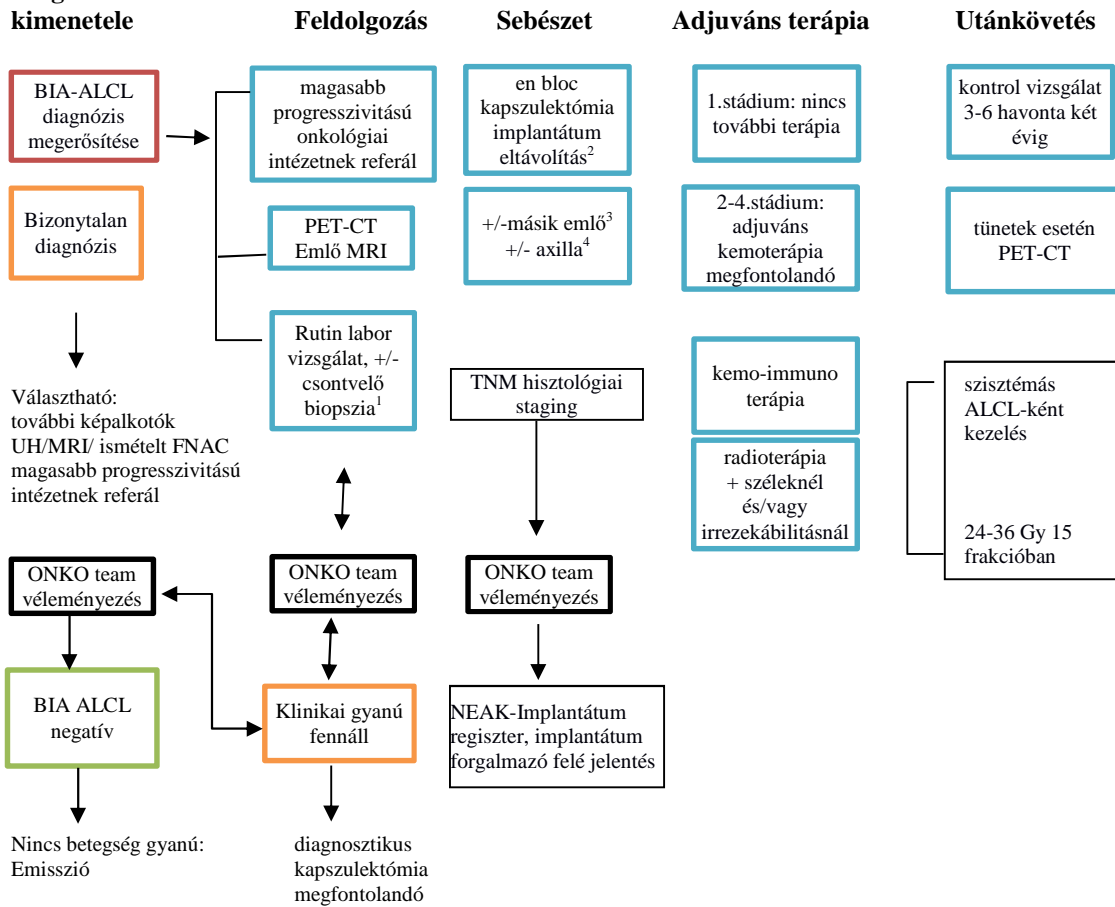 kimenetele
Feldolgozás
Sebészet
Adjuváns terápia
Utánkövetés
BIA-ALCL
diagnózis
megerősítése
Bizonytalan
diagnózis
Választható:
további képalkotók
UH/MRI/ ismételt FNAC
magasabb progresszivitású
intézetnek referál
ONKO team
véleményezés
BIA ALCL
negatív
Nincs betegség gyanú:
Emisszió
magasabb
progresszivitású
onkológiai
intézetnek referál
PET-CT
Emlő MRI
Rutin labor
vizsgálat, +/-
csontvelő
biopszia¹
ONKO team
véleményezés
Klinikai gyanú
fennáll
diagnosztikus
kapszulektómia
megfontolandó
en bloc
kapszulektómia
implantátum
eltávolítás²
+/-másik emlő³
+/- axilla⁴
TNM hisztológiai
staging
ONKO team
véleményezés
NEAK-Implantátum
regiszter, implantátum
forgalmazó felé jelentés
1.stádium: nincs
további terápia
2-4.stádium:
adjuváns
kemoterápia
megfontolandó
kemo-immuno
terápia
radioterápia
+ széleknél
és/vagy
irrezekábilitásnál
kontrol vizsgálat
3-6 havonta két
évig
tünetek esetén
PET-CT
szisztémás
ALCL-ként
kezelés
24-36 Gy 15
frakcióban